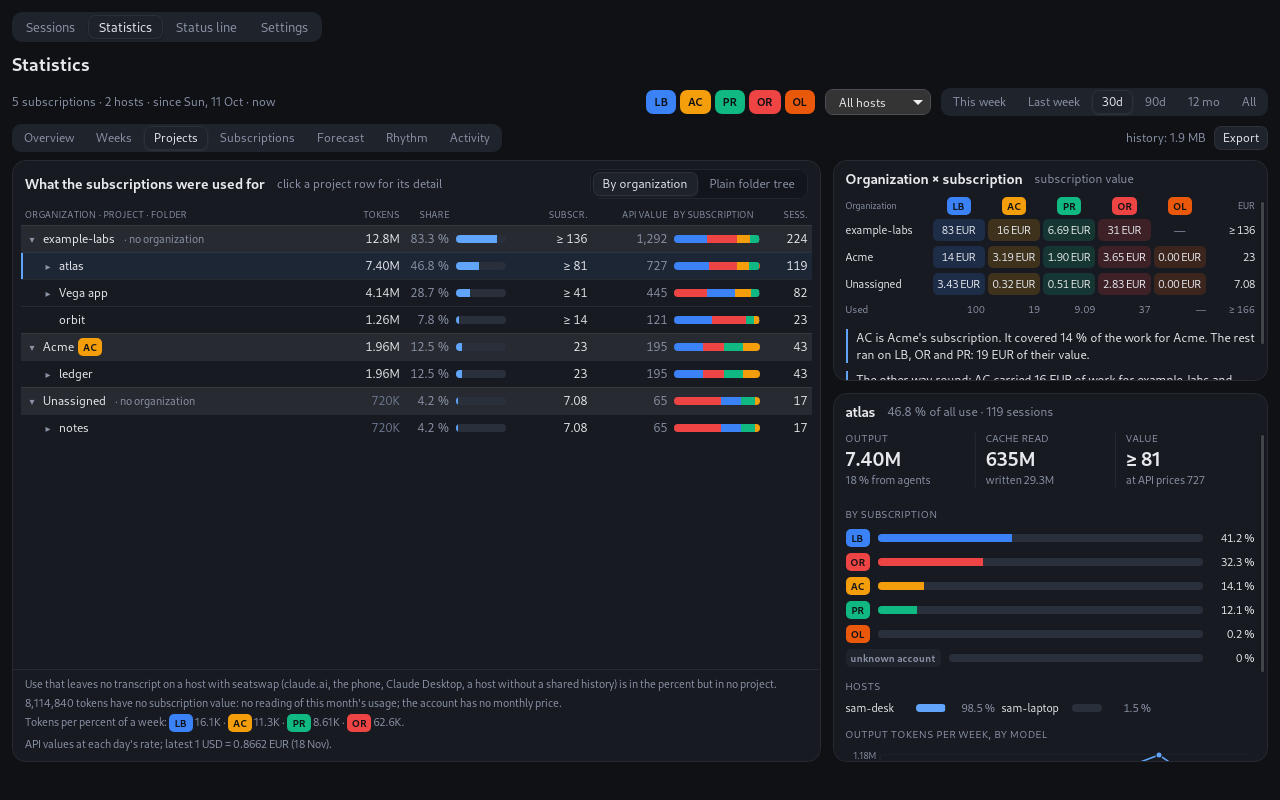 Sessions Statistics Status line Settings
Statistics
5 subscriptions · 2 hosts · since Sun, 11 Oct · now
LB AC PR OR OL All hosts This week Last week 30d 90d 12 mo All
Overview Weeks Projects Subscriptions Forecast Rhythm Activity
history: 1.9 MB Export
What the subscriptions were used for click a project row for its detail By organization Plain folder tree
ORGANIZATION · PROJECT · FOLDER TOKENS SHARE SUBSCR. API VALUE BY SUBSCRIPTION SESS.
▾ example-labs · no organization 12.8M 83.3 % ≥ 136 1,292 224
▸ atlas 7.40M 46.8 % ≥ 81 727 119
▸ Vega app 4.14M 28.7 % ≥ 41 445 82
orbit 1.26M 7.8 % ≥ 14 121 23
▾ Acme AC 1.96M 12.5 % 23 195 43
▸ ledger 1.96M 12.5 % 23 195 43
▾ Unassigned · no organization 720K 4.2 % 7.08 65 17
▸ notes 720K 4.2 % 7.08 65 17
Use that leaves no transcript on a host with seatswap (claude.ai, the phone, Claude Desktop, a host without a shared history) is in the percent but in no project.
8,114,840 tokens have no subscription value: no reading of this month's usage; the account has no monthly price.
Tokens per percent of a week: LB 16.1K · AC 11.3K · PR 8.61K · OR 62.6K.
API values at each day's rate; latest 1 USD = 0.8662 EUR (18 Nov).
Organization × subscription subscription value
Organization LB AC PR OR OL EUR
example-labs 83 EUR 16 EUR 6.69 EUR 31 EUR — ≥ 136
Acme 14 EUR 3.19 EUR 1.90 EUR 3.65 EUR 0.00 EUR 23
Unassigned 3.43 EUR 0.32 EUR 0.51 EUR 2.83 EUR 0.00 EUR 7.08
Used 100 19 9.09 37 — ≥ 166
AC is Acme's subscription. It covered 14 % of the work for Acme. The rest
ran on LB, OR and PR: 19 EUR of their value.
The other way round: AC carried 16 EUR of work for example-labs and
atlas 46.8 % of all use · 119 sessions
OUTPUT CACHE READ VALUE
7.40M 635M ≥ 81
18 % from agents written 29.3M at API prices 727
BY SUBSCRIPTION
LB 41.2 %
OR 32.3 %
AC 14.1 %
PR 12.1 %
OL 0.2 %
unknown account 0 %
HOSTS
sam-desk 98.5 % sam-laptop 1.5 %
OUTPUT TOKENS PER WEEK, BY MODEL
1.18M